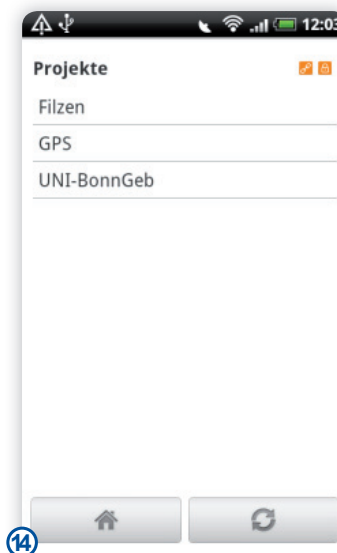 12:03
Projekte
Filzen
GPS
UNI-BonnGeb
14